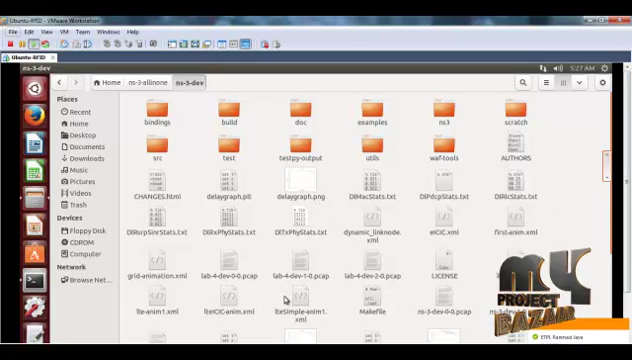 Ubuntu-RFID - VMware Workstation
File Edit View VM Team Windows Help
Ubuntu-RFID
ns-3-dev
5:27 AM
Home ns-3-allinone ns-3-dev
Places
Recent
Home
Desktop
Documents
Downloads
Music
Pictures
Videos
Trash
Devices
Floppy Disk
CDROM
Computer
Network
Browse Net...
bindings build doc examples ns3 scratch
src test testpy-output utils waf-tools AUTHORS
CHANGES.html delaygraph.plt delaygraph.png DlMacStats.txt DlPdcpStats.txt DlRlcStats.txt
DlRsrpSinrStats.txt DlRxPhyStats.txt DlTxPhyStats.txt dynamic_linknode.xml eICIC.xml first-anim.xml
grid-animation.xml lab-4-dev-0-0.pcap lab-4-dev-1-0.pcap lab-4-dev-2-0.pcap LICENSE
lte-anim1.xml lteICIC-anim.xml lteSimple-anim1.xml Makefile ns-3-dev-0-0.pcap
my
PROJECT
BAZAAR